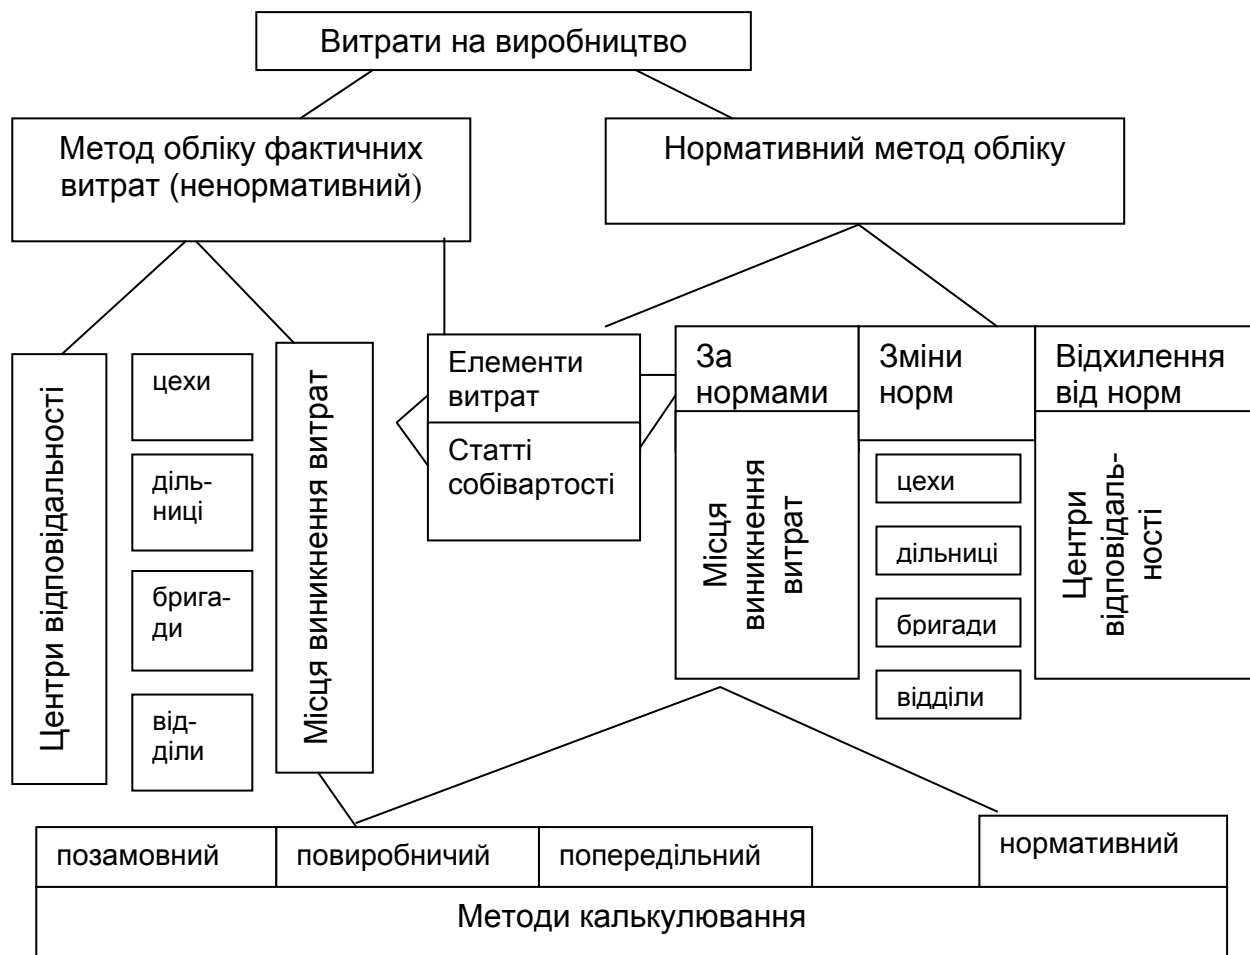 Витрати на виробництво
Метод обліку фактичних
витрат (ненормативний)
Нормативний метод обліку
Центри відповідальності
цехи
діль-
ниці
брига-
ди
від-
діли
Місця виникнення витрат
Елементи
витрат
Статті
собівартості
За
нормами
Зміни
норм
Відхилення
від норм
Місця
виникнення
витрат
цехи
дільниці
бригади
відділи
Центри
відповідаль-
ності
позамовний
повиробничий
попередільний
нормативний
Методи калькулювання